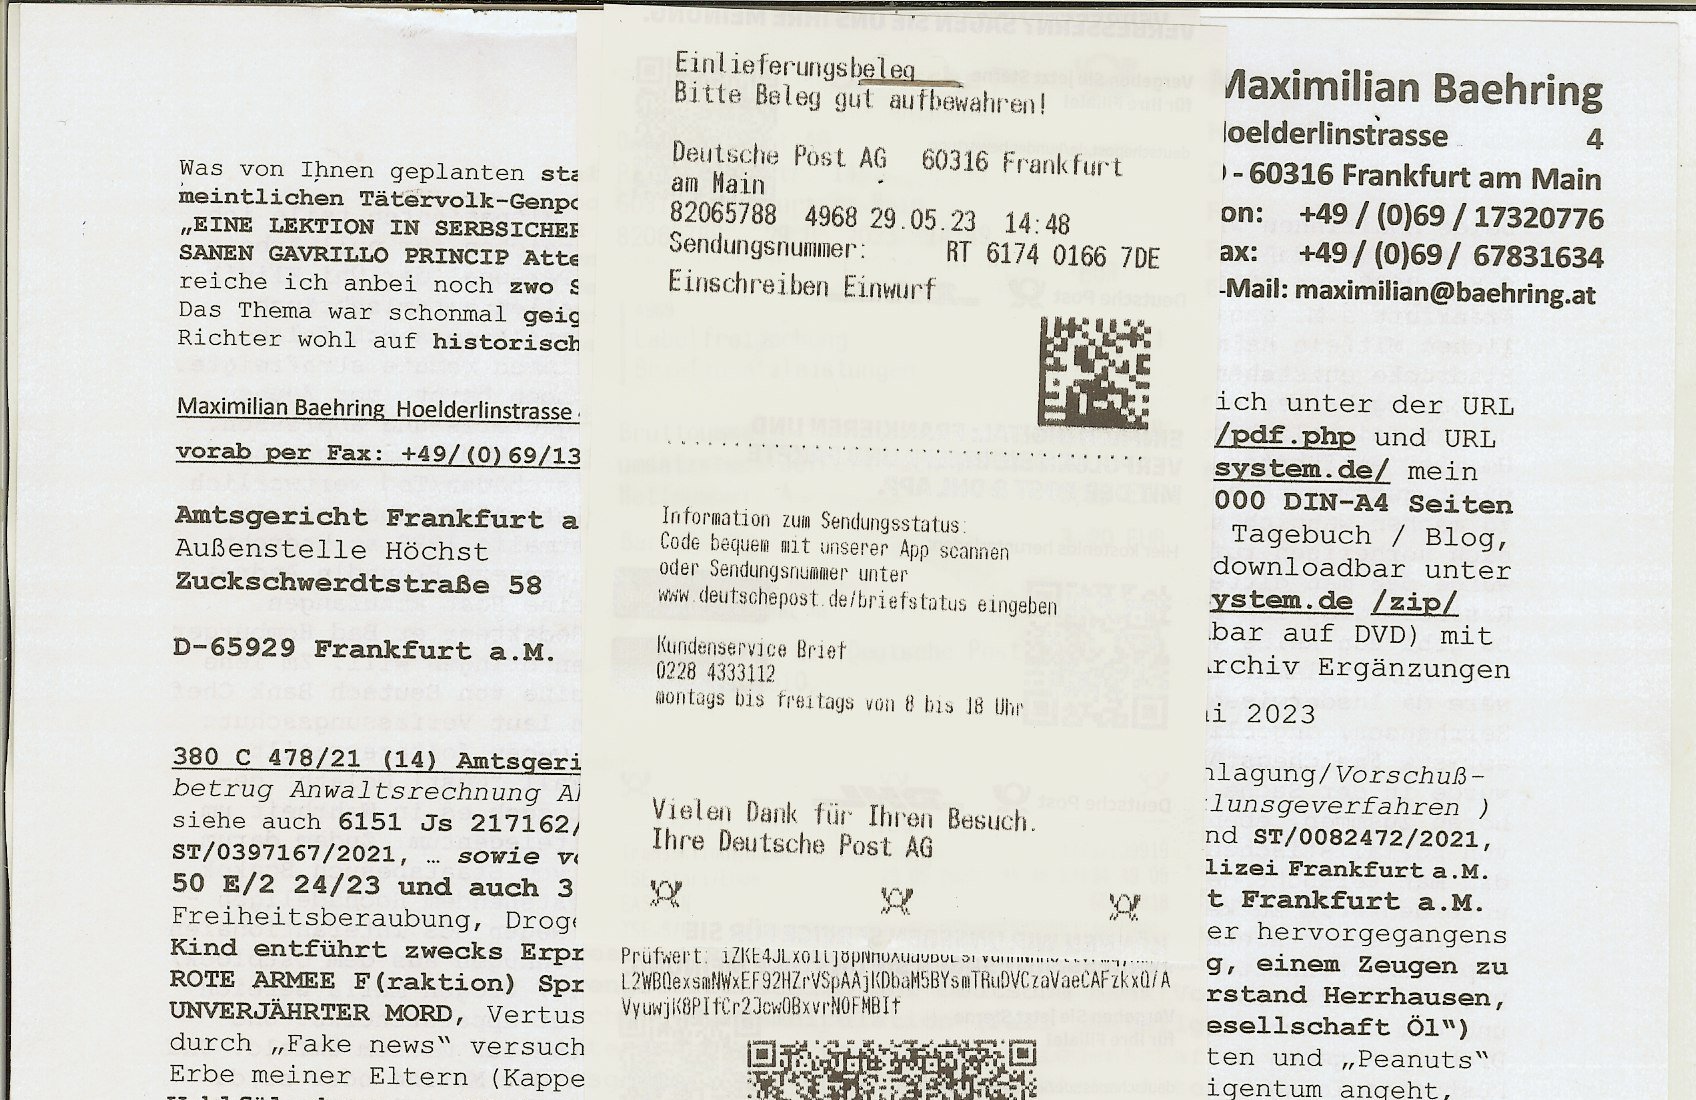 Was von Ihnen geplanten sta
meintlichen Tätervolk-Genpo
„EINE LEKTION IN SERBSICHER
SANEN GAVRILLO PRINCIP Atte
reiche ich anbei noch zwo S
Das Thema war schonmal geig
Richter wohl auf historisch
Maximilian Baehring Hoelderlinstrasse
vorab per Fax: +49/(0)69/13
Amtsgericht Frankfurt a
Außenstelle Höchst
Zuckschwerdtstraße 58
D-65929 Frankfurt a.M.
380 C 478/21 (14) Amtsgeri
betrug Anwaltsrechnung Al
siehe auch 6151 Js 217162/
ST/0397167/2021, … sowie vo
50 E/2 24/23 und auch 3
Freiheitsberaubung, Droge
Kind entführt zwecks Erpr
ROTE ARMEE F(raktion) Spr
UNVERJÄHRTER MORD, Vertus
durch „Fake news“ versuch
Erbe meiner Eltern (Kappe
Einlieferungsbeleg
Bitte Beleg gut aufbewahren!
Deutsche Post AG 60316 Frankfurt
am Main
82065788 4968 29.05.23 14:48
Sendungsnummer: RT 6174 0166 7DE
Einschreiben Einwurf
Information zum Sendungsstatus:
Code bequem mit unserer App scannen
oder Sendungsnummer unter
www.deutschepost.de/briefstatus eingeben
Kundenservice Brief
0228 4333112
montags bis freitags von 8 bis 18 Uhr
Vielen Dank für Ihren Besuch.
Ihre Deutsche Post AG
Prüfwert:
L2WBQexsmNWxEF92HZrVSpAAjKDbaM5BYsmTRuDVCzaVaeCAFzkxQ/A
VyuwjK8PItCr2JcwOBxvrNOFMBIt
Maximilian Baehring
Hoelderlinstrasse 4
D - 60316 Frankfurt am Main
on: +49 / (0)69 / 17320776
ax: +49 / (0)69 / 67831634
-Mail: maximilian@baehring.at
ich unter der URL
/pdf.php und URL
system.de/ mein
000 DIN-A4 Seiten
Tagebuch / Blog,
downloadbar unter
ystem.de /zip/
bar auf DVD) mit
Archiv Ergänzungen
ai 2023
nlagung/Vorschuß-
lunsgeverfahren )
nd ST/0082472/2021,
lizei Frankfurt a.M.
t Frankfurt a.M.
er hervorgegangens
g, einem Zeugen zu
rstand Herrhausen,
esellschaft Öl“)
ten und „Peanuts“
igentum angeht,